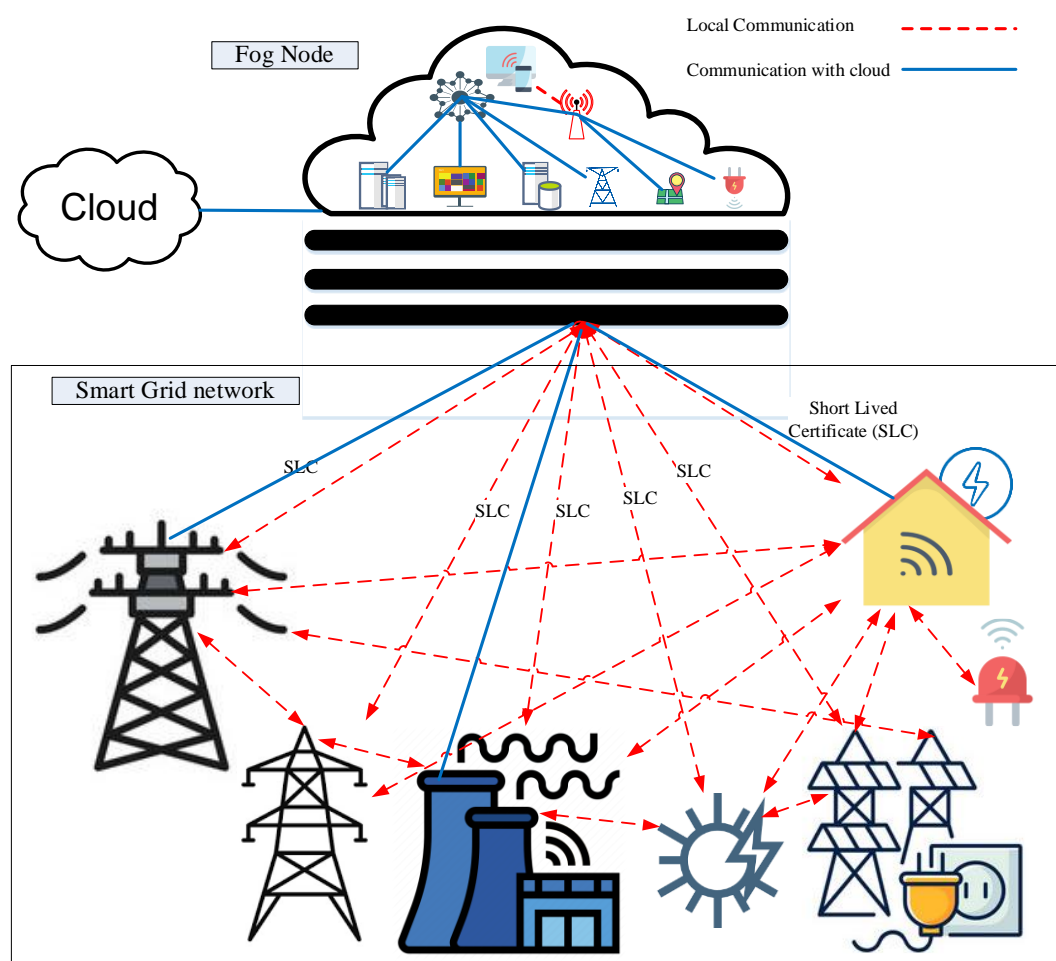 Local Communication
Fog Node
Communication with cloud
Cloud
Smart Grid network
Short Lived
Certificate (SLC)
SLC
SLC
SLC
SLC
SLC